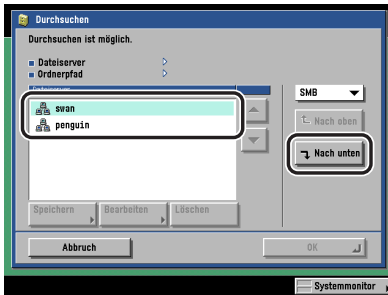 Durchsuchen
Durchsuchen ist möglich.
Dateiserver
Ordnerpfad
Dateiserver
SMB
swan
penguin
Nach oben
Nach unten
Speichern
Bearbeiten
Löschen
Abbruch
OK
Systemmonitor